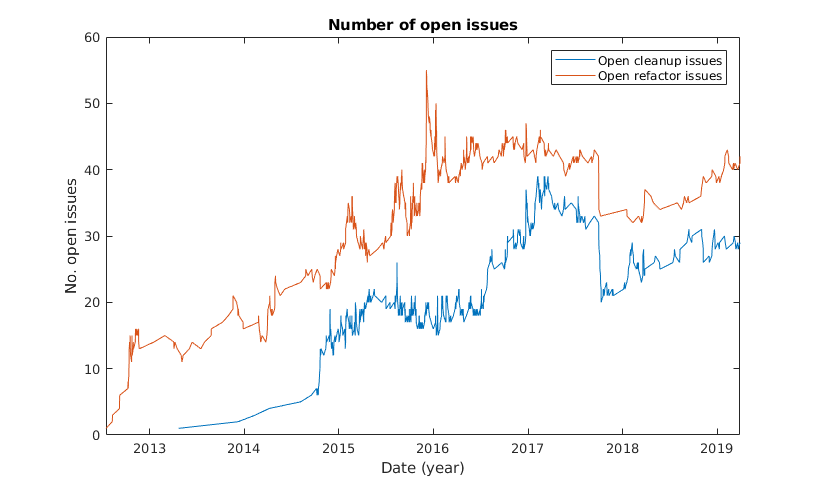 Number of open issues
Open cleanup issues
Open refactor issues
60
50
40
30
20
10
0
No. open issues
2013 2014 2015 2016 2017 2018 2019
Date (year)